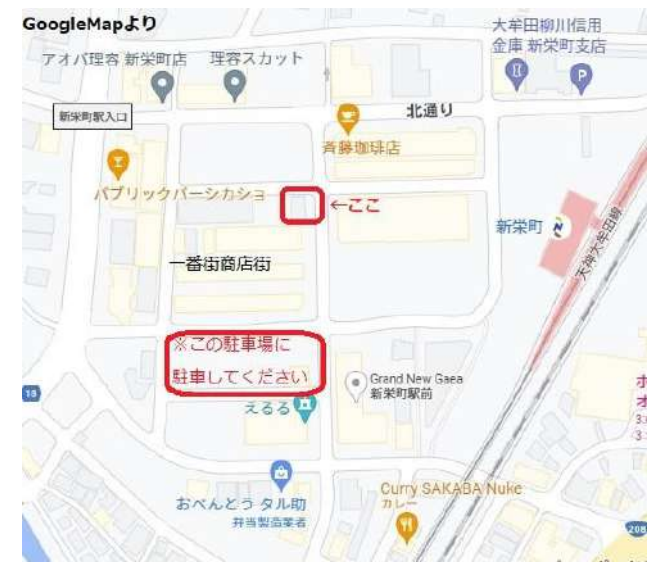 GoogleMapより
大牟田柳川信用
金庫 新栄町支店
アオバ理容 新栄町店
理容スカット
新栄町駅入口
北通り
斉藤珈琲店
パブリックバーシカショ
←ここ
新栄町
天神大牟田線
一番街商店街
※この駐車場に
駐車してください
Grand New Gaea
新栄町駅前
えるる
18
おべんとう タル助
弁当製造業者
Curry SAKABA Nuke
カレー
208